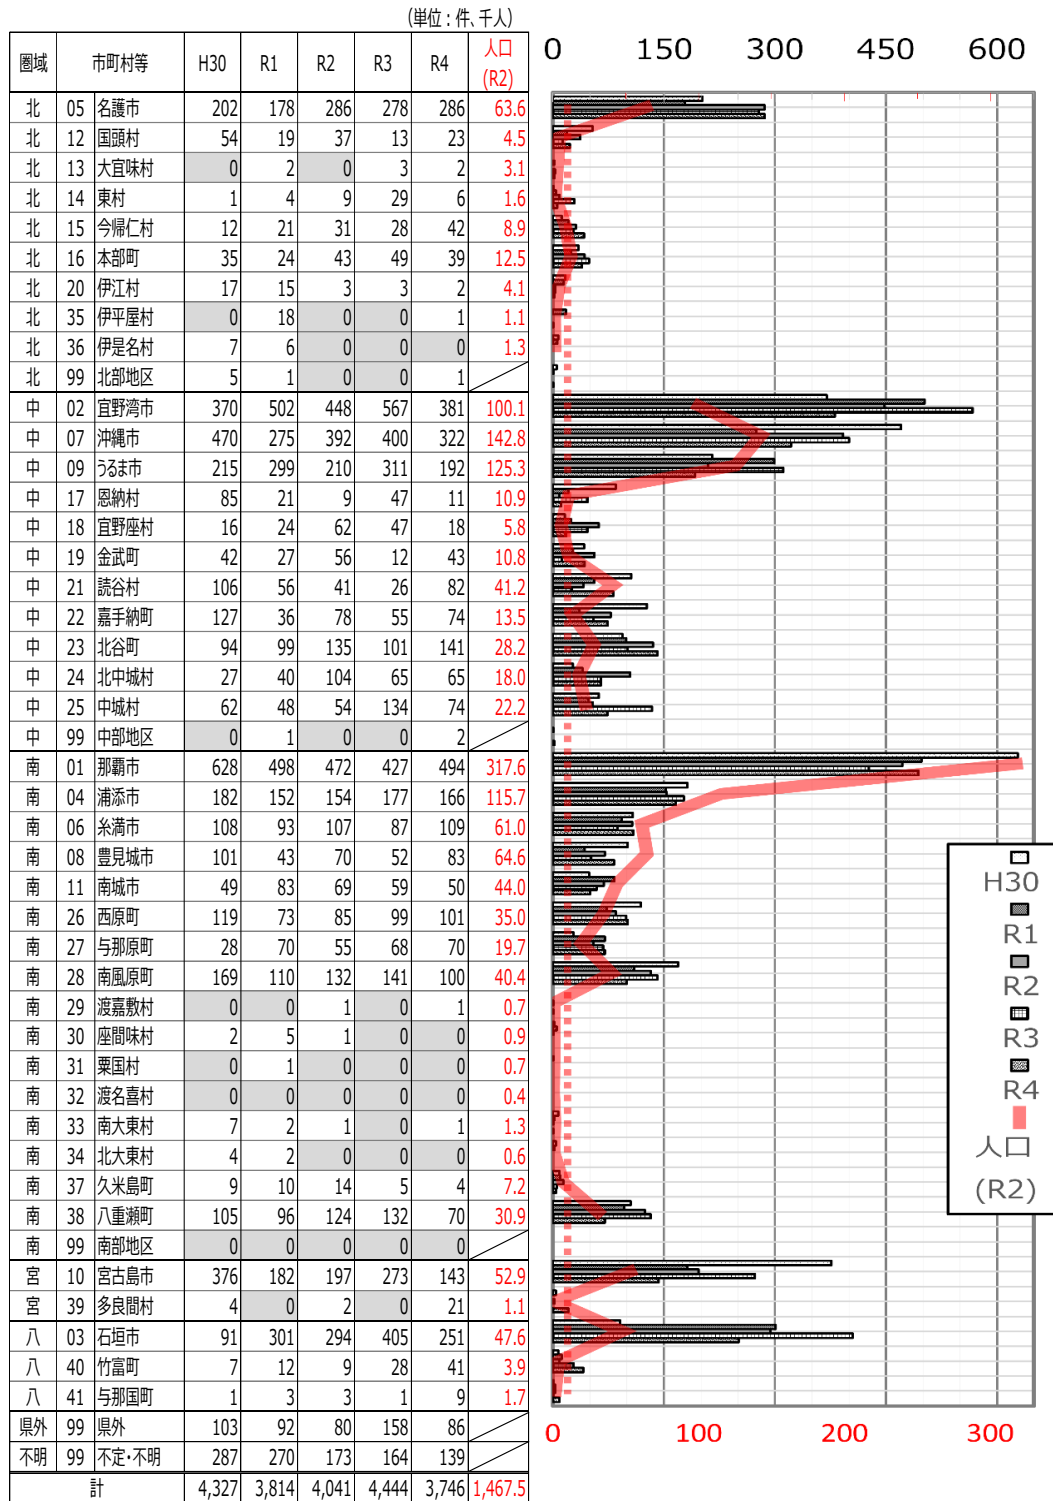 (単位：件、千人)
圏域 市町村等 H30 R1 R2 R3 R4 人口(R2)
北 05 名護市 202 178 286 278 286 63.6
北 12 国頭村 54 19 37 13 23 4.5
北 13 大宜味村 0 2 0 3 2 3.1
北 14 東村 1 4 9 29 6 1.6
北 15 今帰仁村 12 21 31 28 42 8.9
北 16 本部町 35 24 43 49 39 12.5
北 20 伊江村 17 15 3 3 2 4.1
北 35 伊平屋村 0 18 0 0 1 1.1
北 36 伊是名村 7 6 0 0 0 1.3
北 99 北部地区 5 1 0 0 1
中 02 宜野湾市 370 502 448 567 381 100.1
中 07 沖縄市 470 275 392 400 322 142.8
中 09 うるま市 215 299 210 311 192 125.3
中 17 恩納村 85 21 9 47 11 10.9
中 18 宜野座村 16 24 62 47 18 5.8
中 19 金武町 42 27 56 12 43 10.8
中 21 読谷村 106 56 41 26 82 41.2
中 22 嘉手納町 127 36 78 55 74 13.5
中 23 北谷町 94 99 135 101 141 28.2
中 24 北中城村 27 40 104 65 65 18.0
中 25 中城村 62 48 54 134 74 22.2
中 99 中部地区 0 1 0 0 2
南 01 那覇市 628 498 472 427 494 317.6
南 04 浦添市 182 152 154 177 166 115.7
南 06 糸満市 108 93 107 87 109 61.0
南 08 豊見城市 101 43 70 52 83 64.6
南 11 南城市 49 83 69 59 50 44.0
南 26 西原町 119 73 85 99 101 35.0
南 27 与那原町 28 70 55 68 70 19.7
南 28 南風原町 169 110 132 141 100 40.4
南 29 渡嘉敷村 0 0 1 0 1 0.7
南 30 座間味村 2 5 1 0 0 0.9
南 31 粟国村 0 1 0 0 0 0.7
南 32 渡名喜村 0 0 0 0 0 0.4
南 33 南大東村 7 2 1 0 1 1.3
南 34 北大東村 4 2 0 0 0 0.6
南 37 久米島町 9 10 14 5 4 7.2
南 38 八重瀬町 105 96 124 132 70 30.9
南 99 南部地区 0 0 0 0 0
宮 10 宮古島市 376 182 197 273 143 52.9
宮 39 多良間村 4 0 2 0 21 1.1
八 03 石垣市 91 301 294 405 251 47.6
八 40 竹富町 7 12 9 28 41 3.9
八 41 与那国町 1 3 3 1 9 1.7
県外 99 県外 103 92 80 158 86
不明 99 不定・不明 287 270 173 164 139
計 4,327 3,814 4,041 4,444 3,746 1,467.5
0 150 300 450 600
H30
R1
R2
R3
R4
人口
(R2)
0 100 200 300